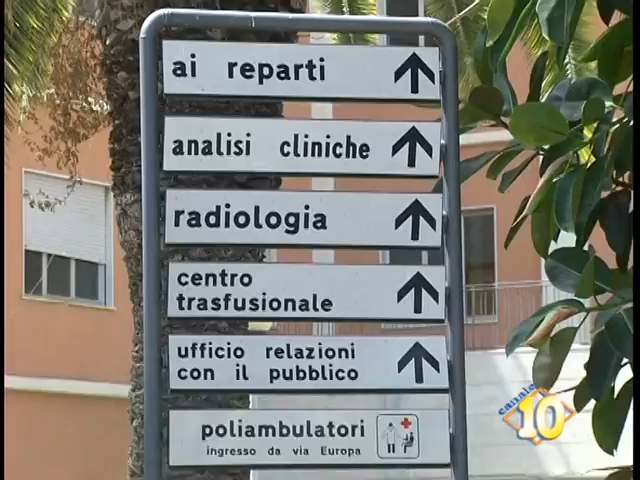 ai reparti
analisi cliniche
radiologia
centro
trasfusionale
ufficio relazioni
con il pubblico
poliambulatori
ingresso da via Europa
canale
10